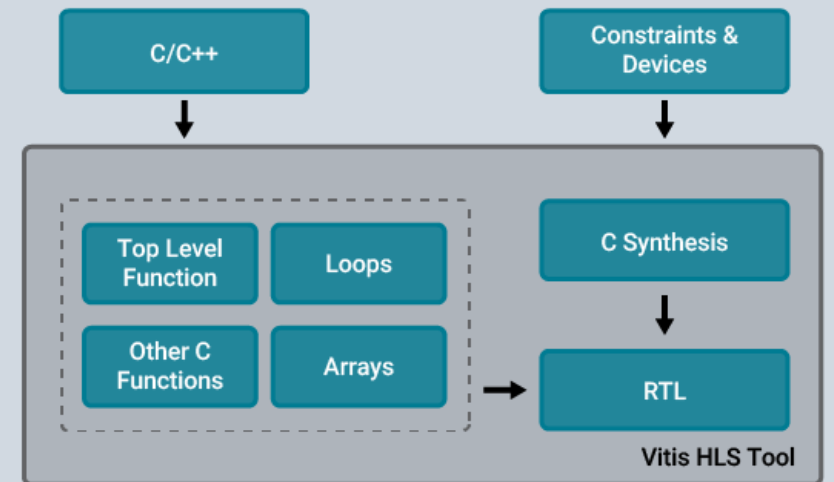 C/C++
Constraints &
Devices
Top Level
Function
Loops
C Synthesis
Other C
Functions
Arrays
RTL
Vitis HLS Tool